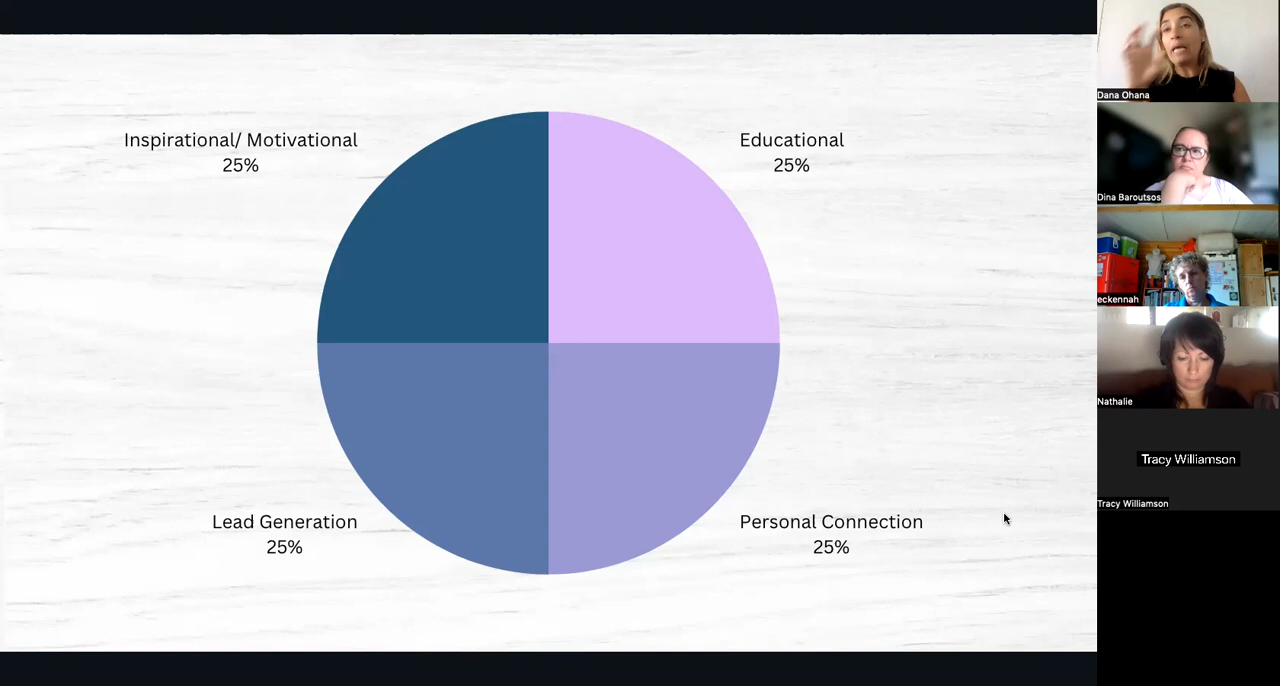 Inspirational/ Motivational
25%
Educational
25%
Lead Generation
25%
Personal Connection
25%
Dana Ohana
Dina Baroutsos
eckennah
Nathalie
Tracy Williamson
Tracy Williamson